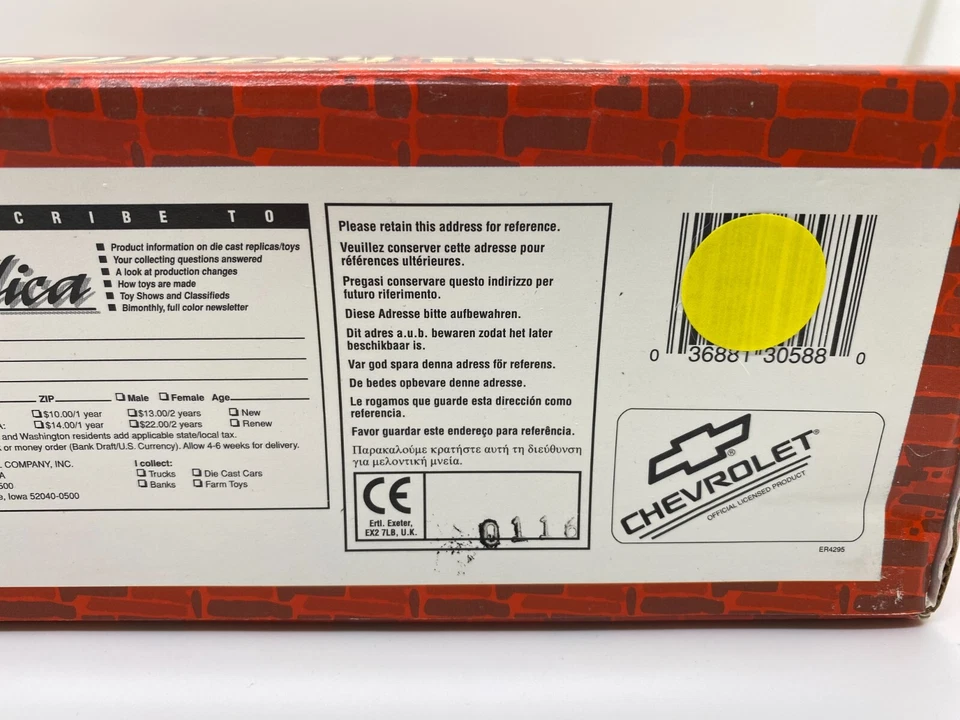 CRIBE TO
lica
■ Product information on die cast replicas/toys
■ Your collecting questions answered
■ A look at production changes
■ How toys are made
■ Toy Shows and Classifieds
■ Bimonthly, full color newsletter
ZIP ☐ Male ☐ Female Age
☐ $10.00/1 year ☐ $13.00/2 years ☐ New
A: ☐ $14.00/1 year ☐ $22.00/2 years ☐ Renew
and Washington residents add applicable state/local tax.
or money order (Bank Draft/U.S. Currency). Allow 4-6 weeks for delivery.
COMPANY, INC.
A
500
e, Iowa 52040-0500
I collect:
☐ Trucks ☐ Die Cast Cars
☐ Banks ☐ Farm Toys
Please retain this address for reference.
Veuillez conserver cette adresse pour
références ultérieures.
Pregasi conservare questo indirizzo per
futuro riferimento.
Diese Adresse bitte aufbewahren.
Dit adres a.u.b. bewaren zodat het later
beschikbaar is.
Var god spara denna adress för referens.
De bedes opbevare denne adresse.
Le rogamos que guarde esta dirección como
referencia.
Favor guardar este endereço para referência.
Παρακαλούμε κρατήστε αυτή τη διεύθυνση
για μελοντική μνεία.
CE
Ertl. Exeter,
EX2 7LB, U.K.
0116
0 36881 30588 0
®
CHEVROLET®
OFFICIAL LICENSED PRODUCT
ER4295